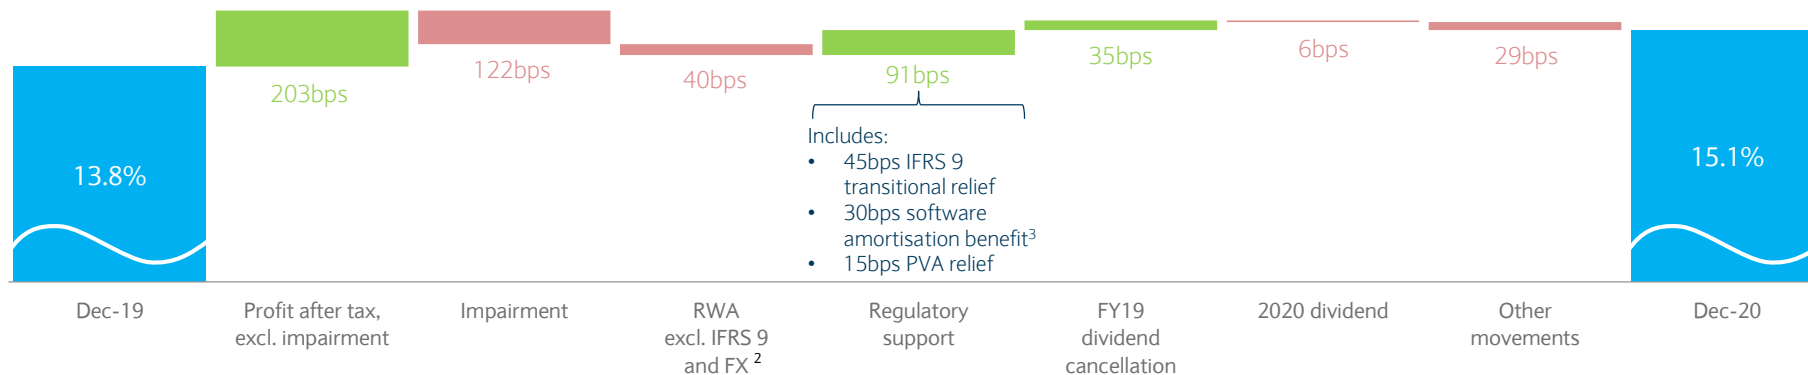 203bps
122bps
40bps
91bps
35bps
6bps
29bps
13.8%
15.1%
Includes:
• 45bps IFRS 9
transitional relief
• 30bps software
amortisation benefit3
• 15bps PVA relief
Dec-19
Profit after tax,
excl. impairment
Impairment
RWA
excl. IFRS 9
and FX 2
Regulatory
support
FY19
dividend
cancellation
2020 dividend
Other
movements
Dec-20